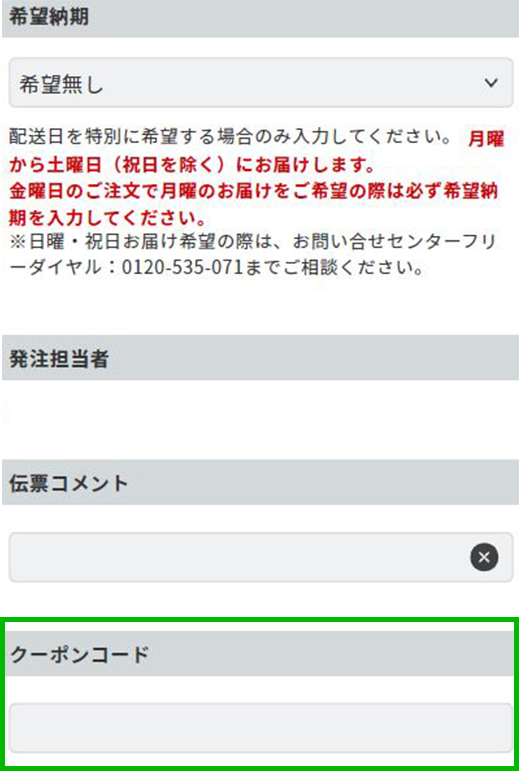 希望納期
希望無し
配送日を特別に希望する場合のみ入力してください。 月曜
から土曜日（祝日を除く）にお届けします。
金曜日のご注文で月曜のお届けをご希望の際は必ず希望納
期を入力してください。
※日曜・祝日お届け希望の際は、お問い合せセンターフリ
ーダイヤル：0120-535-071までご相談ください。
発注担当者
伝票コメント
クーポンコード